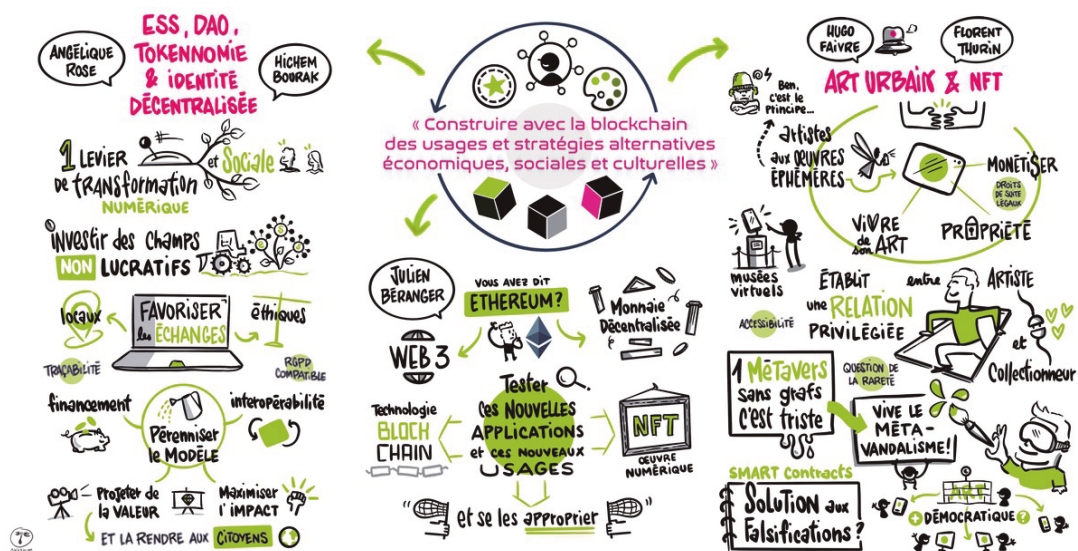 ANGÉLIQUE
ROSE
ESS, DAO,
TOKENNOMIE
& IDENTITÉ
DÉCENTRALISÉE
HICHEM
BOURAK
1 LEVIER
DE TRANSFORMATION
NUMÉRIQUE
et Sociale
investir des champs
NON LUCRATIFS
locaux
FAVORISER
les ÉCHANGES
éthiques
TRAÇABILITÉ
RGPD
COMPATIBLE
financement
interopérabilité
Pérenniser
le MODÈLE
Projeter de
la VALEUR
Maximiser
l'IMPACT
ET LA RENDRE AUX CITOYENS
« Construire avec la blockchain
des usages et stratégies alternatives
économiques, sociales et culturelles »
JULIEN
BÉRANGER
VOUS AVEZ DIT
ETHEREUM?
WEB 3
Monnaie
Décentralisée
Tester
ces NOUVELLES
APPLICATIONS
et ces NOUVEAUX
USAGES
Technologie
BLOCK
CHAIN
NFT
ŒUVRE
NUMÉRIQUE
et se les approprier
HUGO
FAIVRE
FLORENT
THURIN
ART URBAIN & NFT
Ben,
c'est le
PRINCIPE...
artistes
aux ŒUVRES
ÉPHÉMÈRES
MONÉTI$ER
DROITS
DE SUITE
LÉGAUX
ViVRE
de son ART
PROPRIÉTÉ
musées
virtuels
ACCESSIBILITÉ
ÉTABLIT entre ARTISTE
une RELATION
PRIVILÉGIÉE
et
Collectionneur
1 MÉTAVERS
sans grafs
c'est triste
QUESTION DE
LA RARETÉ
VIVE LE
MÉTA-
VANDALISME!
SMART Contracts
Solution aux
Falsifications?
ART
+ DÉMOCRATIQUE ?